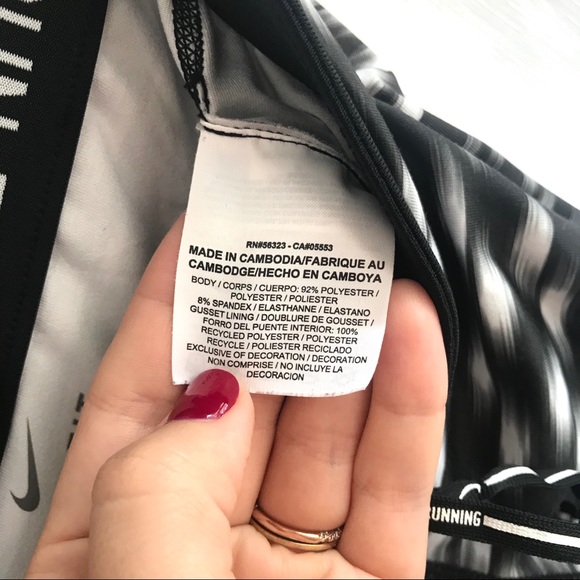 RN#56323 - CA#05553
MADE IN CAMBODIA/FABRIQUE AU
CAMBODGE/HECHO EN CAMBOYA
BODY / CORPS / CUERPO: 92% POLYESTER /
POLYESTER / POLIESTER
8% SPANDEX / ELASTHANNE / ELASTANO
GUSSET LINING / DOUBLURE DE GOUSSET /
FORRO DEL PUENTE INTERIOR: 100%
RECYCLED POLYESTER / POLYESTER
RECYCLE / POLIESTER RECICLADO
EXCLUSIVE OF DECORATION / DECORATION
NON COMPRISE / NO INCLUYE LA
DECORACION
RUNNING